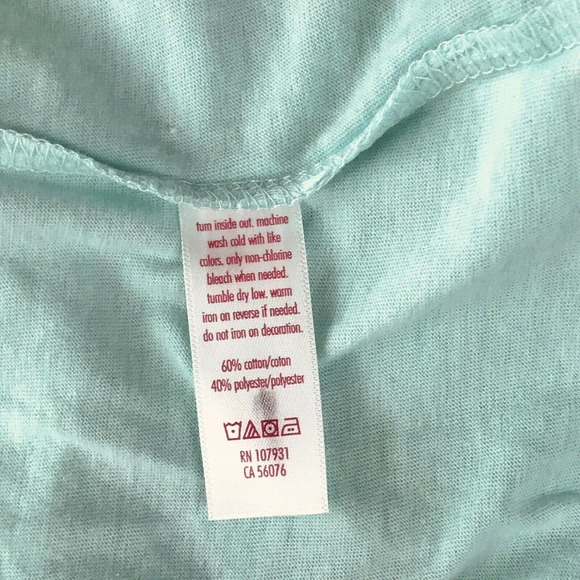 turn inside out. machine
wash cold with like
colors. only non-chlorine
bleach when needed.
tumble dry low. warm
iron on reverse if needed.
do not iron on decoration.
60% cotton/coton
40% polyester/polyester
RN 107931
CA 56076